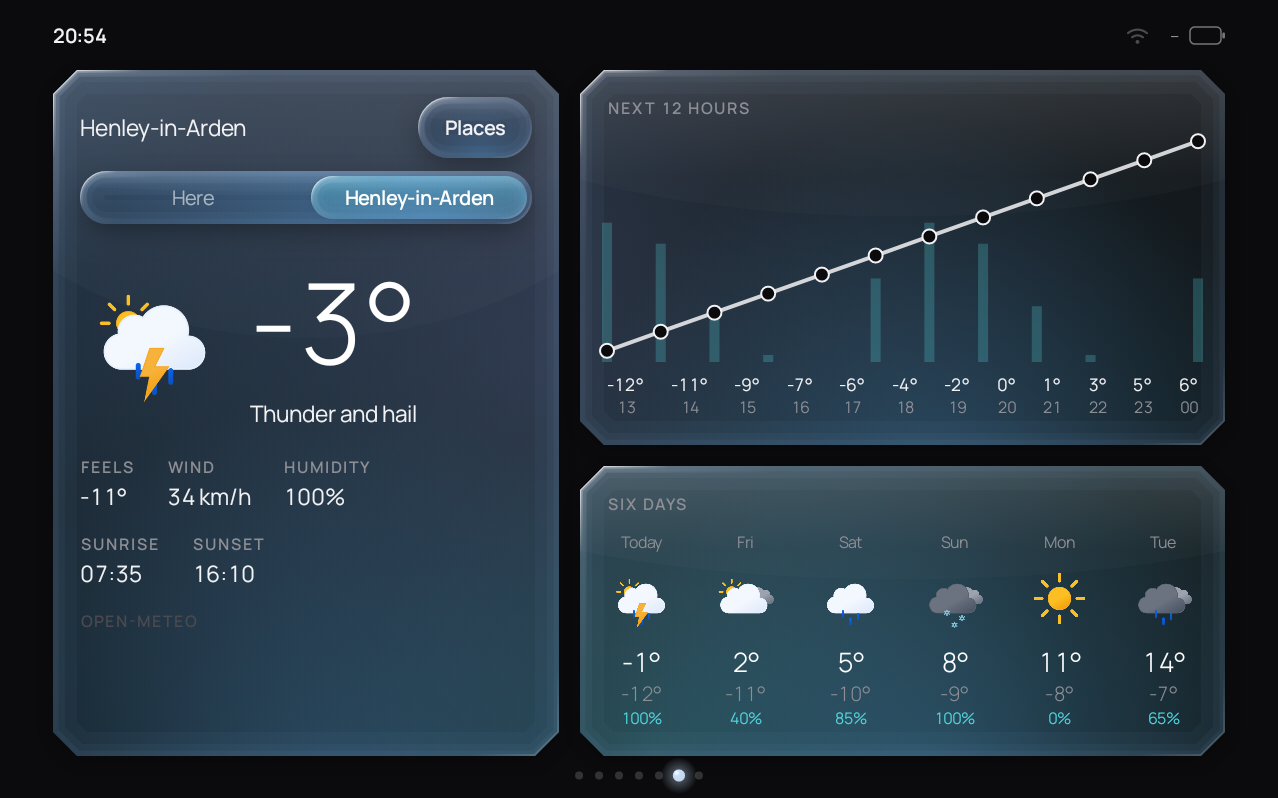 20:54
–
Henley-in-Arden
Places
Here
Henley-in-Arden
-3°
Thunder and hail
FEELS WIND HUMIDITY
-11° 34 km/h 100%
SUNRISE SUNSET
07:35 16:10
OPEN-METEO
NEXT 12 HOURS
-12° -11° -9° -7° -6° -4° -2° 0° 1° 3° 5° 6°
13 14 15 16 17 18 19 20 21 22 23 00
SIX DAYS
Today Fri Sat Sun Mon Tue
-1° 2° 5° 8° 11° 14°
-12° -11° -10° -9° -8° -7°
100% 40% 85% 100% 0% 65%